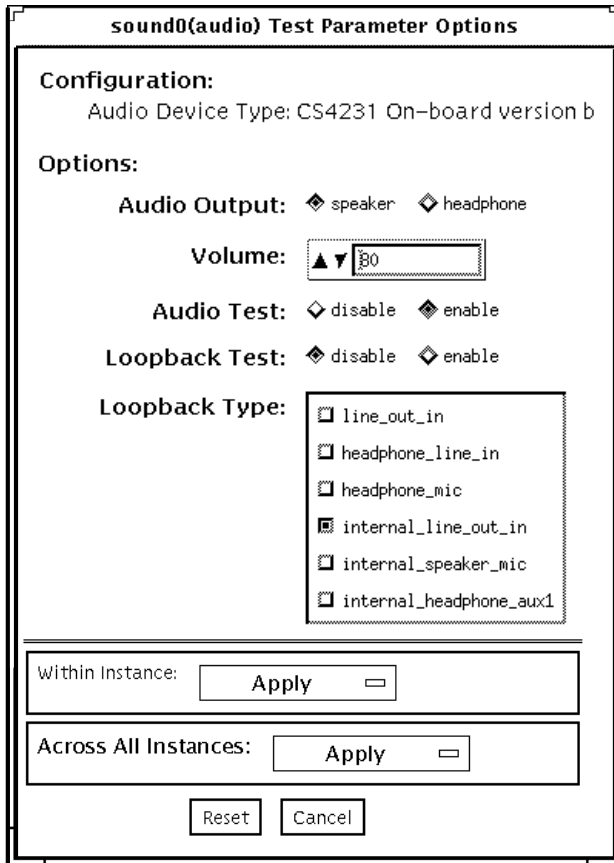 sound0(audio) Test Parameter Options
Configuration:
Audio Device Type: CS4231 On-board version b
Options:
Audio Output: speaker headphone
Volume: 80
Audio Test: disable enable
Loopback Test: disable enable
Loopback Type: line_out_in
headphone_line_in
headphone_mic
internal_line_out_in
internal_speaker_mic
internal_headphone_aux1
Within Instance: Apply
Across All Instances: Apply
Reset Cancel